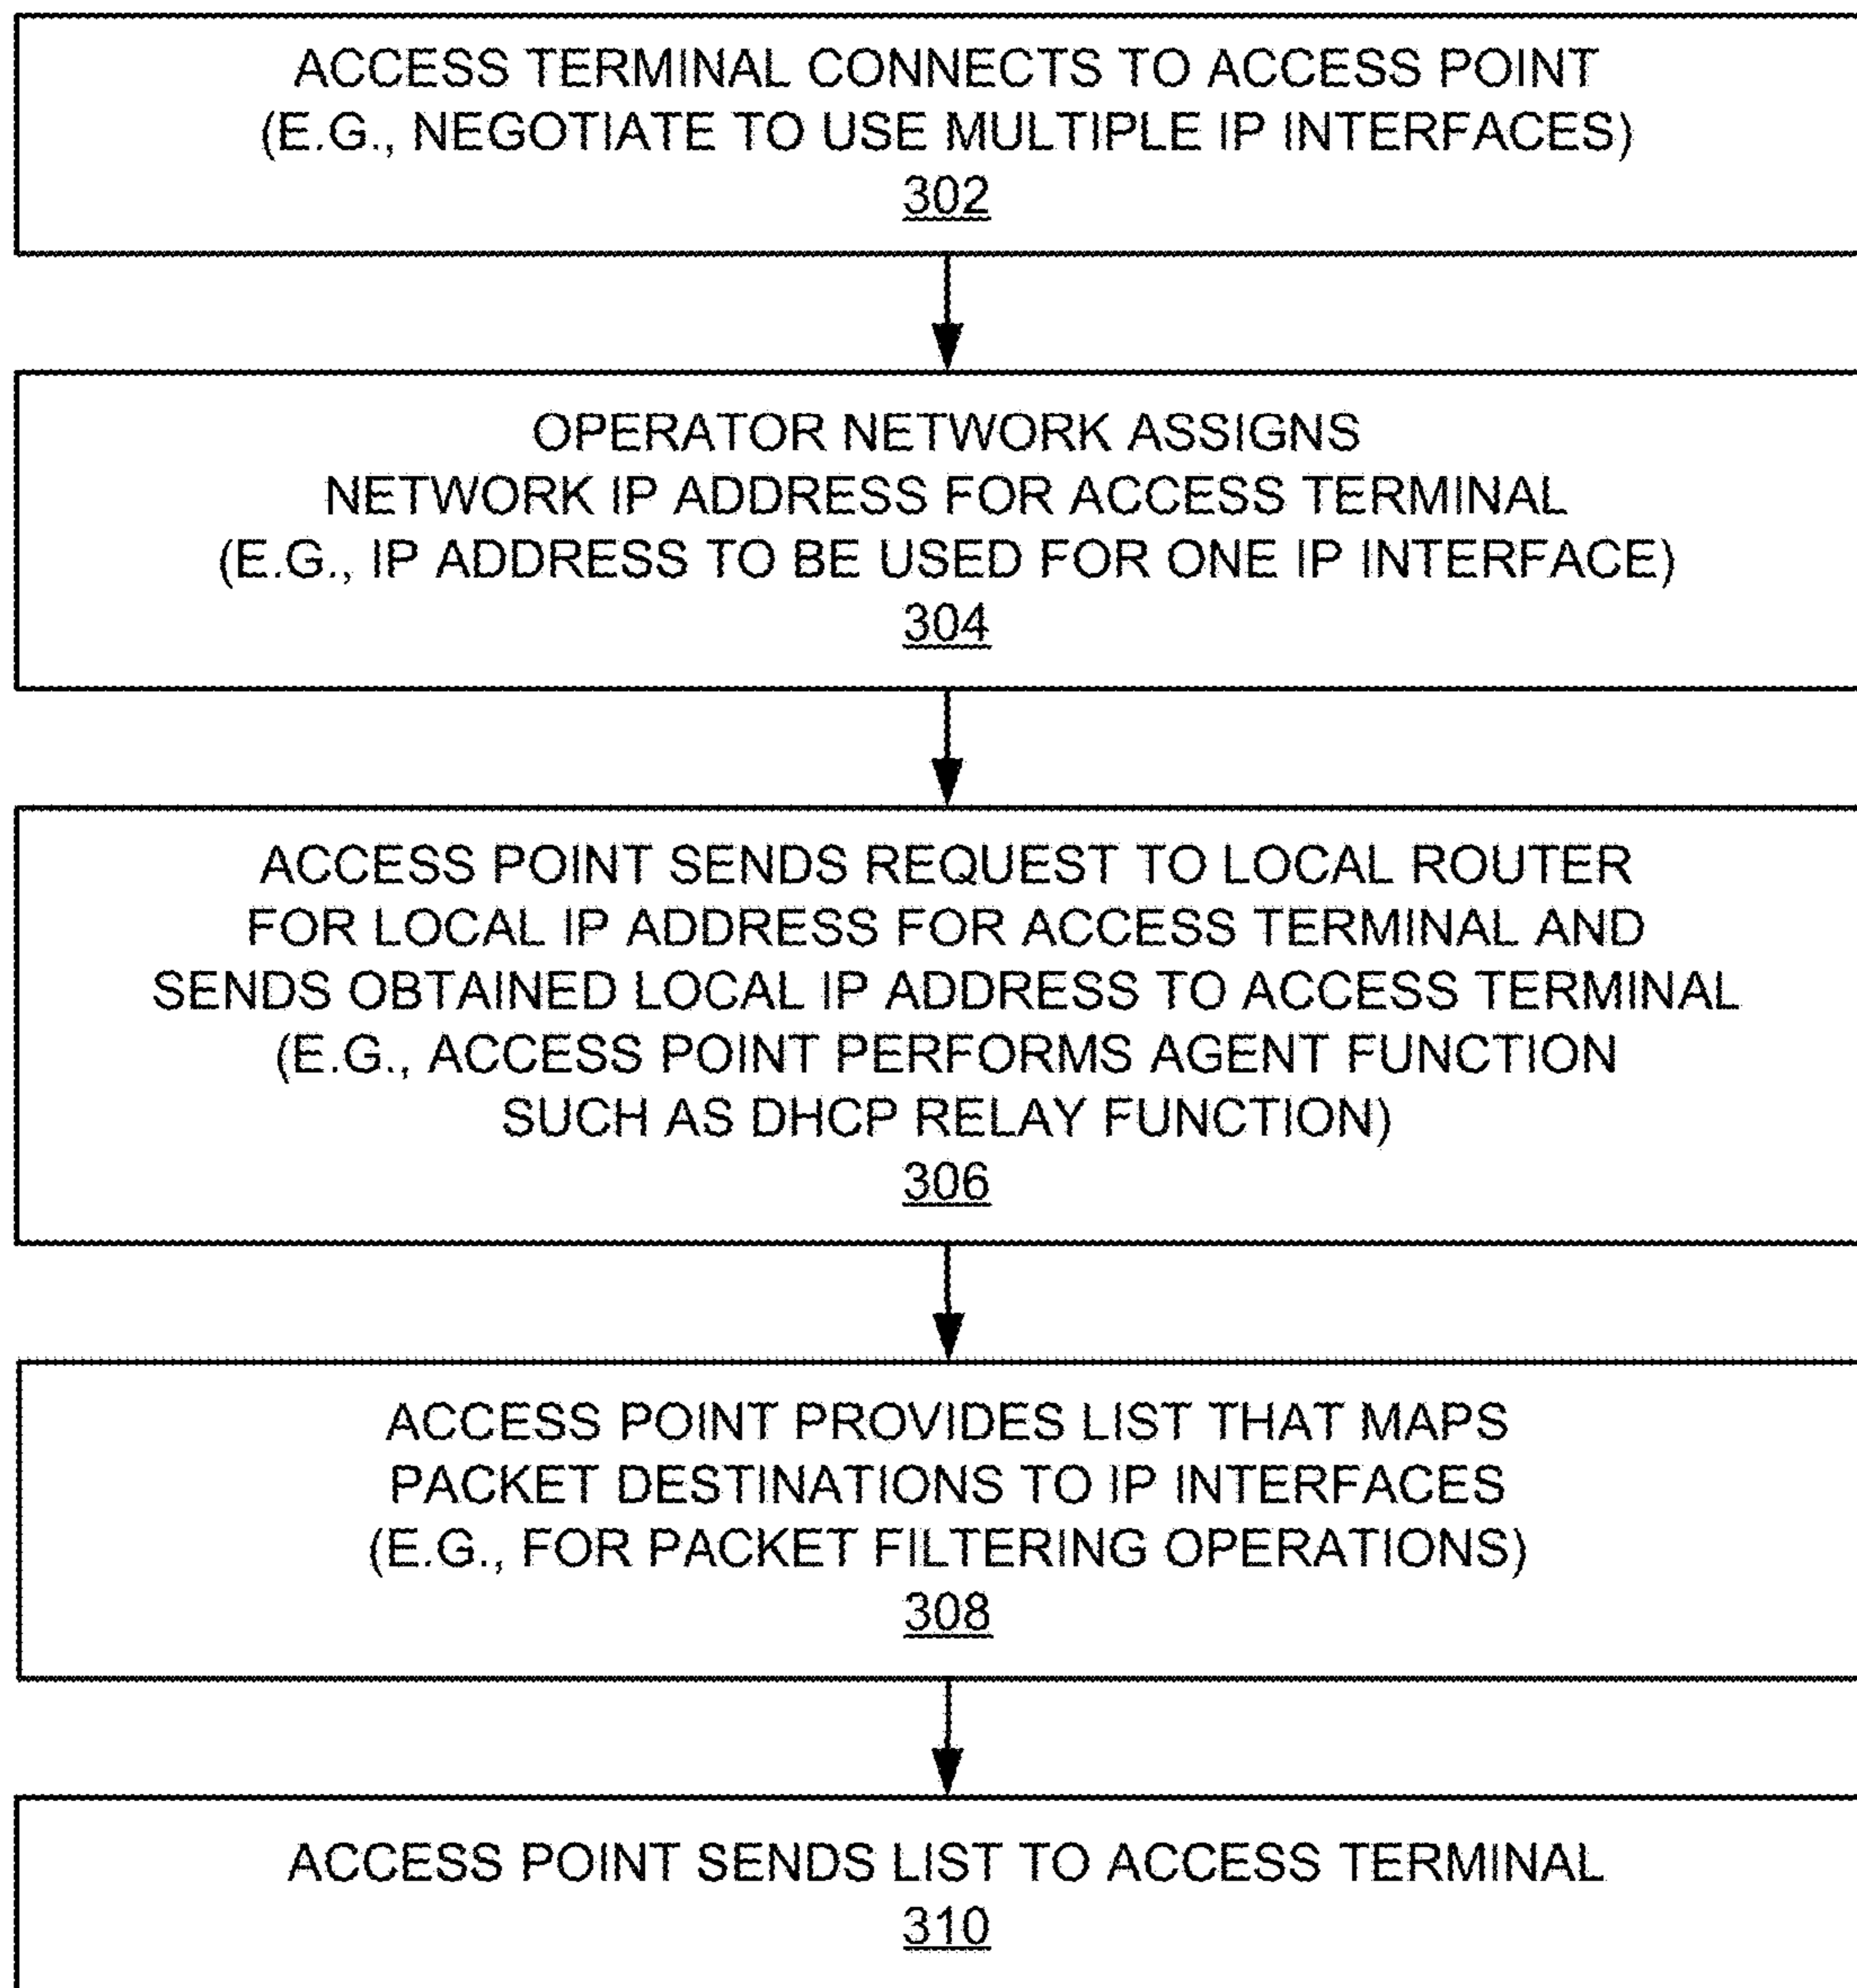 ACCESS TERMINAL CONNECTS TO ACCESS POINT
(E.G., NEGOTIATE TO USE MULTIPLE IP INTERFACES)
302
OPERATOR NETWORK ASSIGNS
NETWORK IP ADDRESS FOR ACCESS TERMINAL
(E.G., IP ADDRESS TO BE USED FOR ONE IP INTERFACE)
304
ACCESS POINT SENDS REQUEST TO LOCAL ROUTER
FOR LOCAL IP ADDRESS FOR ACCESS TERMINAL AND
SENDS OBTAINED LOCAL IP ADDRESS TO ACCESS TERMINAL
(E.G., ACCESS POINT PERFORMS AGENT FUNCTION
SUCH AS DHCP RELAY FUNCTION)
306
ACCESS POINT PROVIDES LIST THAT MAPS
PACKET DESTINATIONS TO IP INTERFACES
(E.G., FOR PACKET FILTERING OPERATIONS)
308
ACCESS POINT SENDS LIST TO ACCESS TERMINAL
310